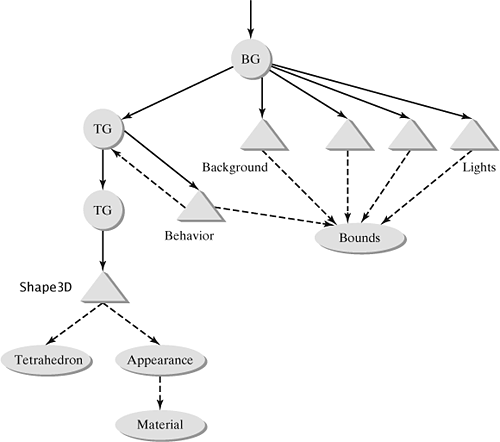 BG
TG
Background
Lights
TG
Behavior
Bounds
Shape3D
Tetrahedron
Appearance
Material